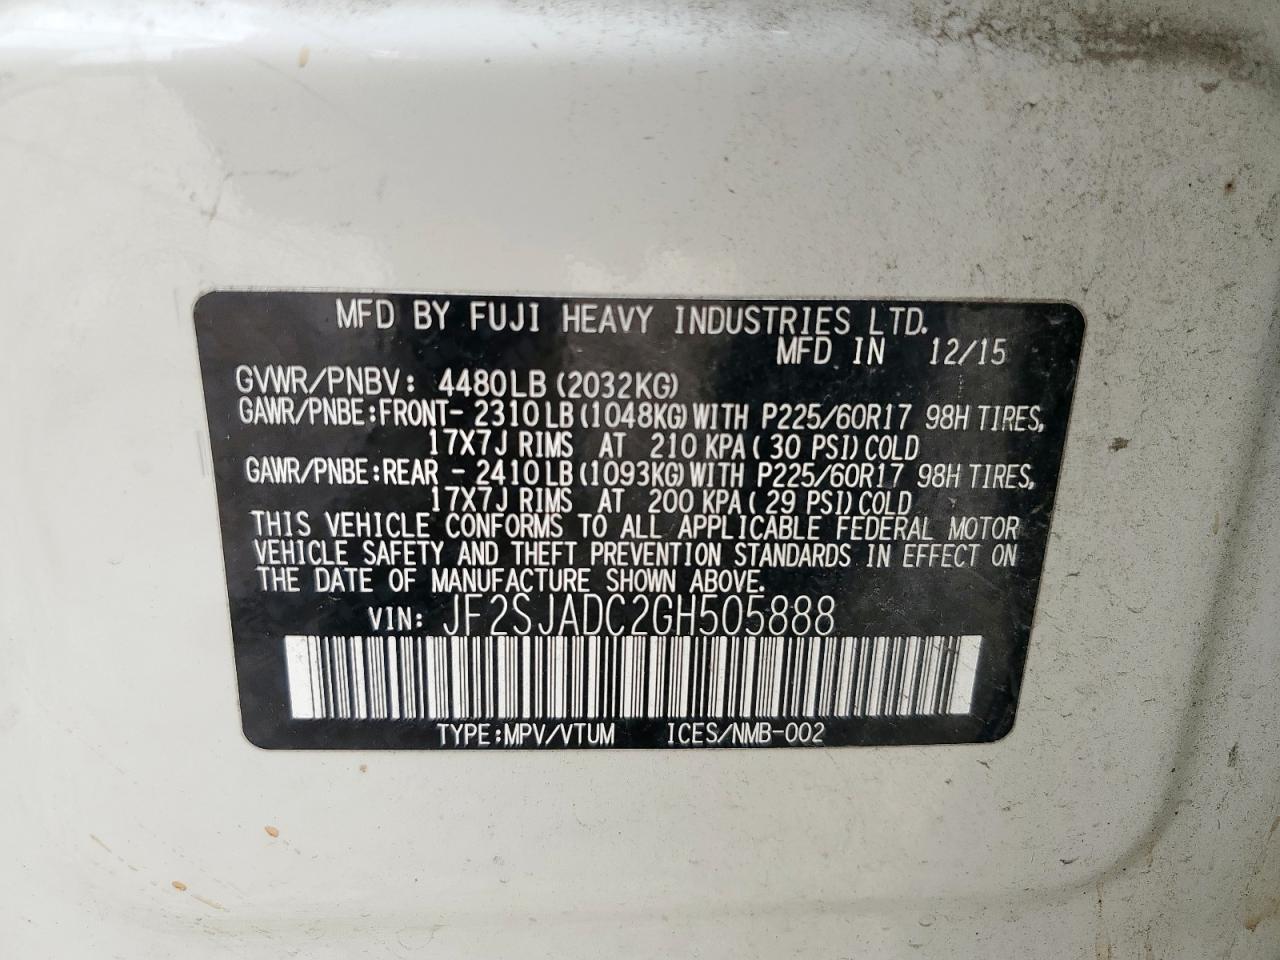 MFD BY FUJI HEAVY INDUSTRIES LTD.
MFD IN 12/15
GVWR/PNBV: 4480LB (2032KG)
GAWR/PNBE:FRONT- 2310LB(1048KG)WITH P225/60R17 98H TIRES,
17X7J RIMS AT 210 KPA( 30 PSI)COLD
GAWR/PNBE:REAR - 2410LB(1093KG)WITH P225/60R17 98H TIRES,
17X7J RIMS AT 200 KPA( 29 PSI)COLD
THIS VEHICLE CONFORMS TO ALL APPLICABLE FEDERAL MOTOR
VEHICLE SAFETY AND THEFT PREVENTION STANDARDS IN EFFECT ON
THE DATE OF MANUFACTURE SHOWN ABOVE.
VIN: JF2SJADC2GH505888
TYPE:MPV/VTUM ICES/NMB-002